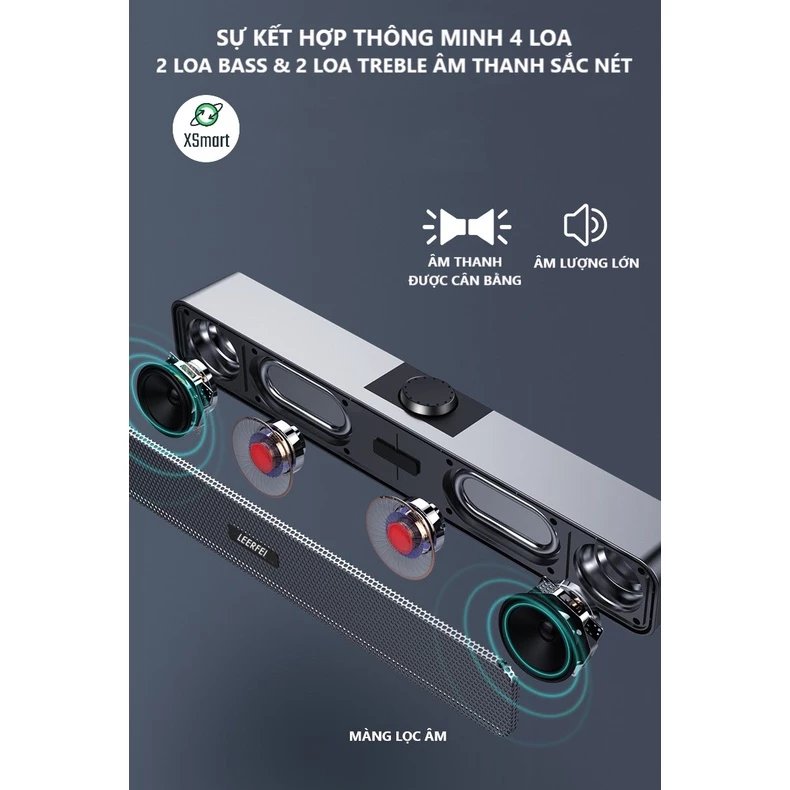 SỰ KẾT HỢP THÔNG MINH 4 LOA
2 LOA BASS & 2 LOA TREBLE ÂM THANH SẮC NÉT
XSmart
ÂM THANH
ĐƯỢC CÂN BẰNG
ÂM LƯỢNG LỚN
LEERFEI
MÀNG LỌC ÂM